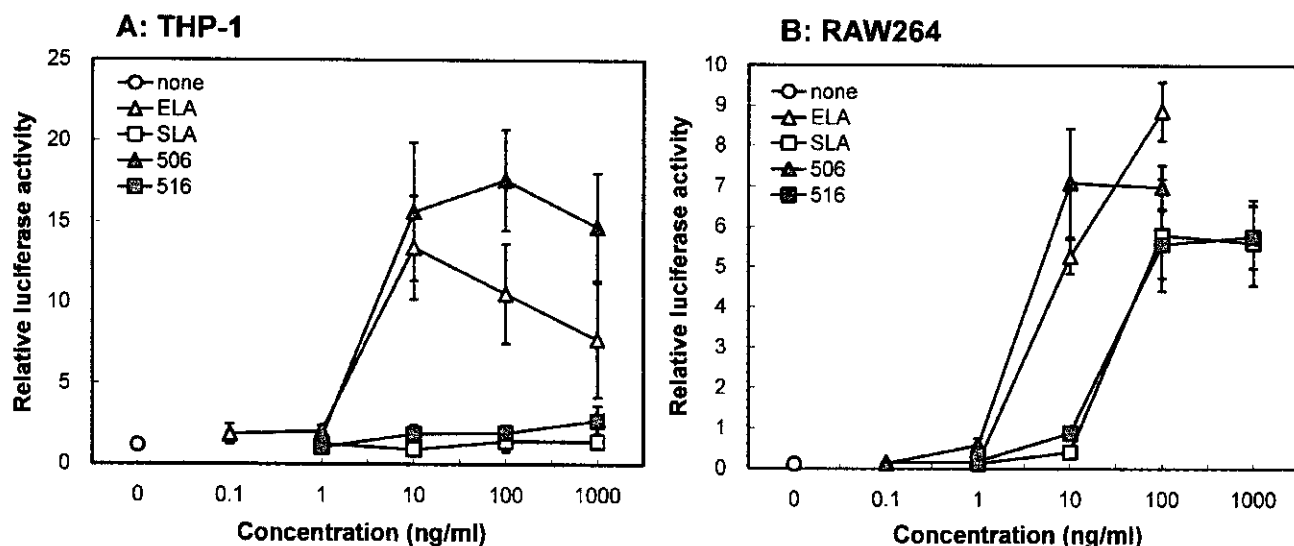 A: THP-1
Relative luciferase activity
25
20
15
10
5
0
none
ELA
SLA
506
516
0 0.1 1 10 100 1000
Concentration (ng/ml)
B: RAW264
Relative luciferase activity
10
9
8
7
6
5
4
3
2
1
0
none
ELA
SLA
506
516
0 0.1 1 10 100 1000
Concentration (ng/ml)